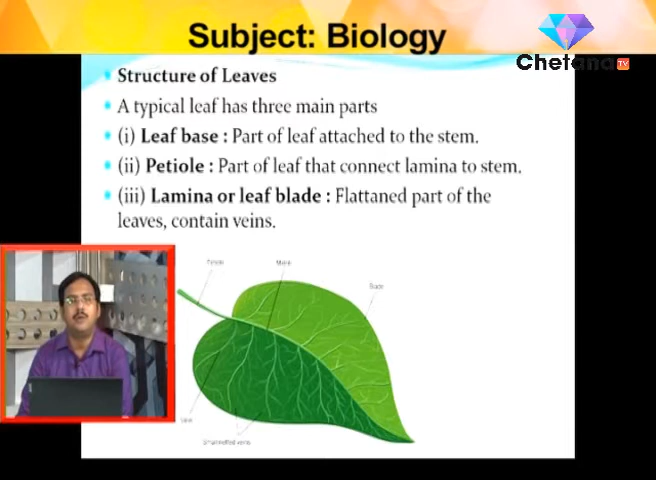 Subject: Biology
Chetana TV
Structure of Leaves
A typical leaf has three main parts
(i) Leaf base : Part of leaf attached to the stem.
(ii) Petiole : Part of leaf that connect lamina to stem.
(iii) Lamina or leaf blade : Flattaned part of the
leaves, contain veins.
Petiole
Midrib